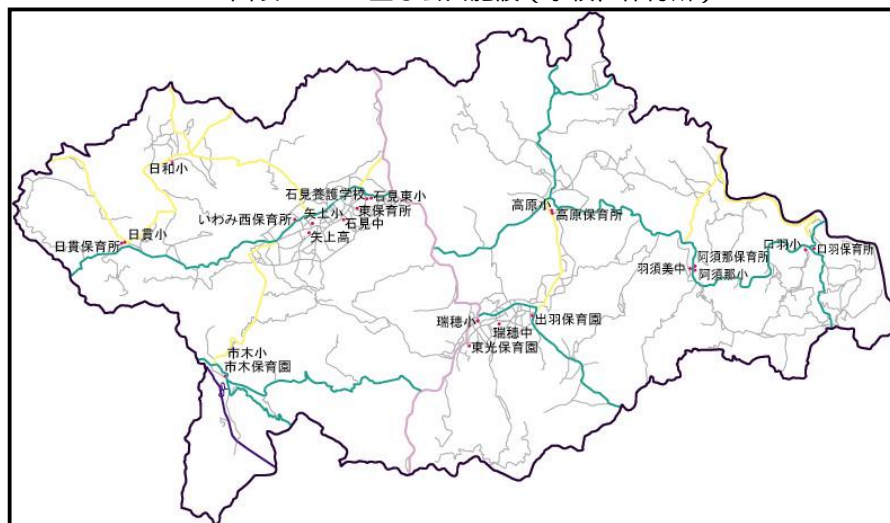 日和小
石見養護学校
石見東小
いわみ西保育所
矢上小
東保育所
石見中
矢上高
日貫小
日貫保育所
高原小
高原保育所
口羽小
口羽保育所
阿須那保育所
羽須美中
阿須那小
瑞穂小
出羽保育園
瑞穂中
東光保育園
市木小
市木保育園